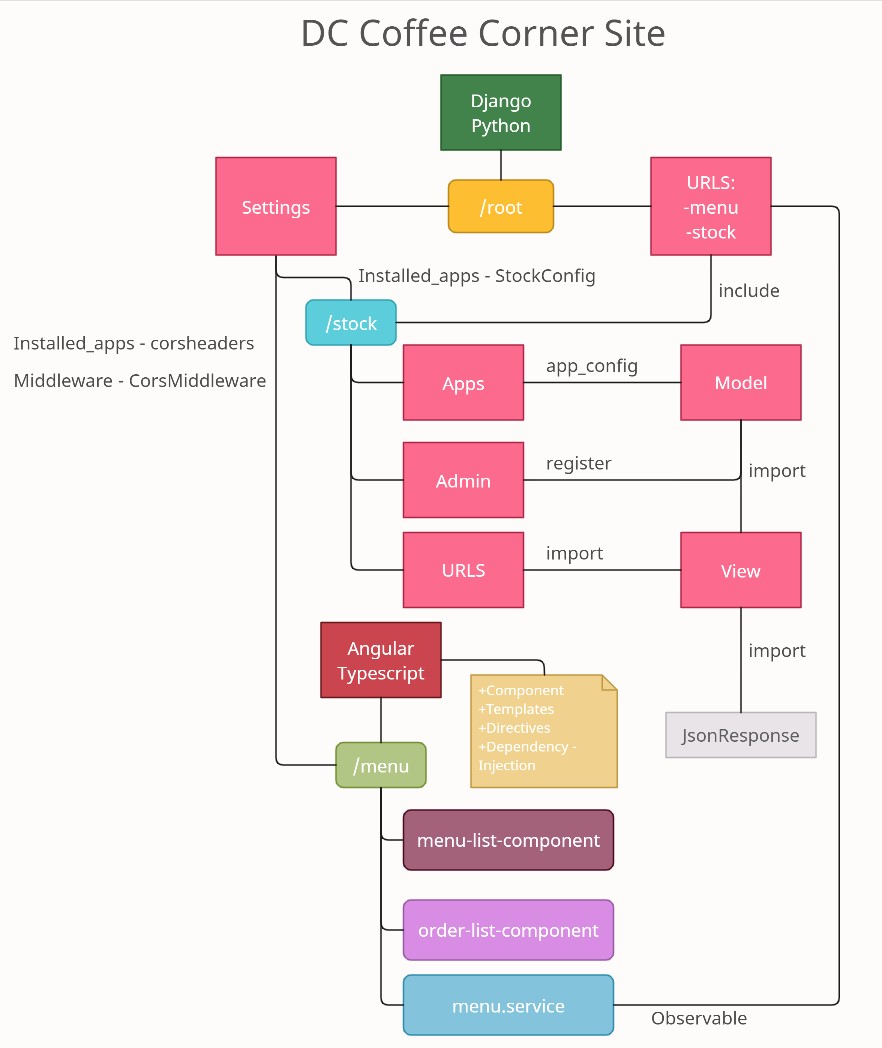 DC Coffee Corner Site
Django
Python
Settings
/root
URLS:
-menu
-stock
Installed_apps - StockConfig
include
/stock
Installed_apps - corsheaders
Middleware - CorsMiddleware
Apps
app_config
Model
Admin
register
import
URLS
import
View
Angular
Typescript
import
+Component
+Templates
+Directives
+Dependency -
Injection
JsonResponse
/menu
menu-list-component
order-list-component
menu.service
Observable